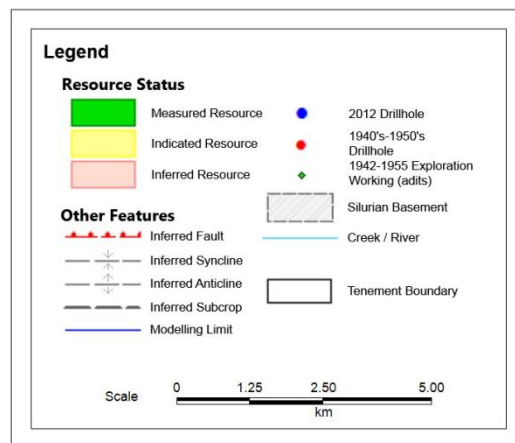 Legend
Resource Status
Measured Resource
Indicated Resource
Inferred Resource
2012 Drillhole
1940's-1950's
Drillhole
1942-1955 Exploration
Working (adits)
Silurian Basement
Creek / River
Tenement Boundary
Other Features
Inferred Fault
Inferred Syncline
Inferred Anticline
Inferred Subcrop
Modelling Limit
Scale
0 1.25 2.50 5.00
km